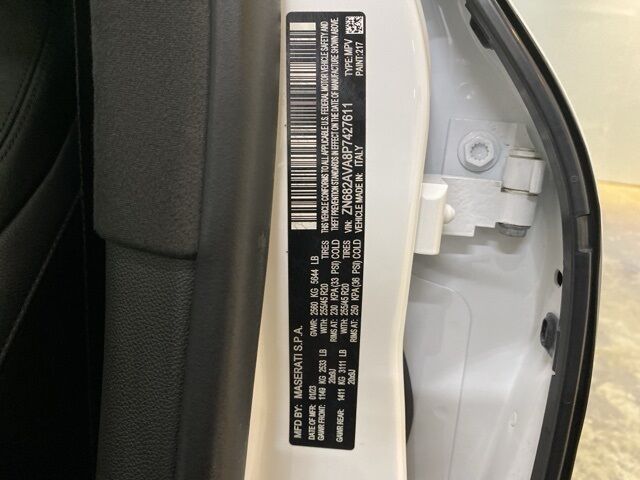 MFD BY: MASERATI S.P.A.
DATE OF MFR: 01/23 GVWR: 2560 KG 5644 LB
GAWR FRONT: 1149 KG 2533 LB WITH: 255/45 R20 TIRES
20x8J RIMS AT: 230 KPA (33 PSI) COLD
GAWR REAR: 1411 KG 3111 LB WITH: 255/45 R20 TIRES
20x8J RIMS AT: 250 KPA (36 PSI) COLD
THIS VEHICLE CONFORMS TO ALL APPLICABLE U.S. FEDERAL MOTOR VEHICLE SAFETY AND
THEFT PREVENTION STANDARDS IN EFFECT ON THE DATE OF MANUFACTURE SHOWN ABOVE.
VIN: ZN682AVA8P7427611 TYPE: MPV
VEHICLE MADE IN: ITALY PAINT: 217